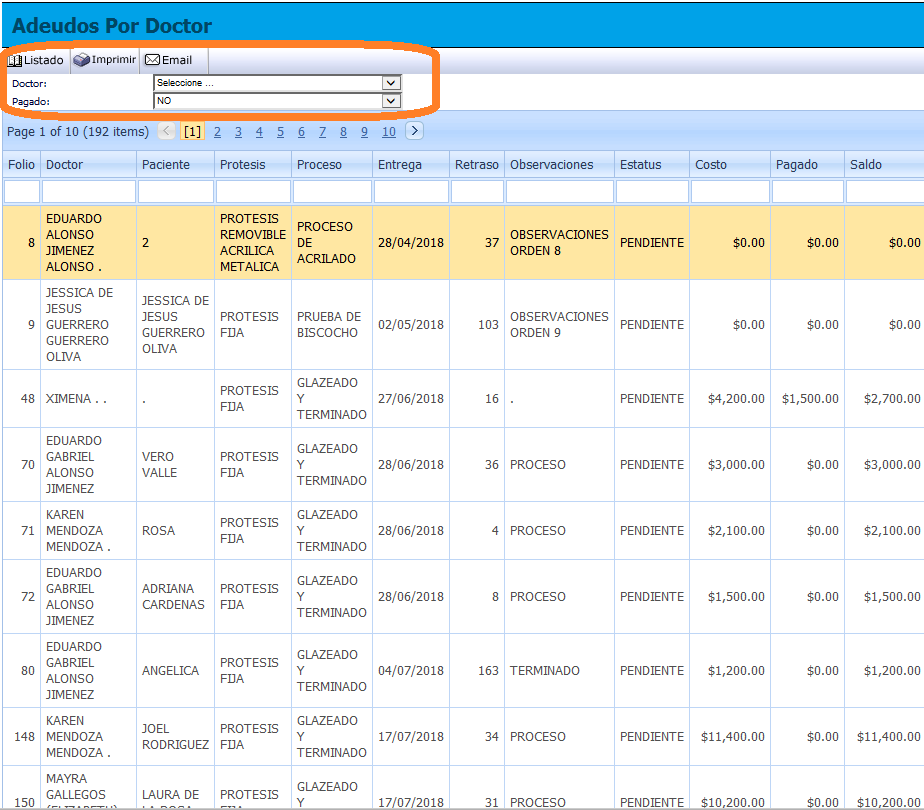 Adeudos Por Doctor
Listado Imprimir Email
Doctor: Seleccione ...
Pagado: NO
Page 1 of 10 (192 items) [1] 2 3 4 5 6 7 8 9 10
Folio Doctor Paciente Protesis Proceso Entrega Retraso Observaciones Estatus Costo Pagado Saldo
8 EDUARDO ALONSO JIMENEZ ALONSO . 2 PROTESIS REMOVIBLE ACRILICA METALICA PROCESO DE ACRILADO 28/04/2018 37 OBSERVACIONES ORDEN 8 PENDIENTE $0.00 $0.00 $0.00
9 JESSICA DE JESUS GUERRERO GUERRERO OLIVA JESSICA DE JESUS GUERRERO OLIVA PROTESIS FIJA PRUEBA DE BISCOCHO 02/05/2018 103 OBSERVACIONES ORDEN 9 PENDIENTE $0.00 $0.00 $0.00
48 XIMENA . . . PROTESIS FIJA GLAZEADO Y TERMINADO 27/06/2018 16 . PENDIENTE $4,200.00 $1,500.00 $2,700.00
70 EDUARDO GABRIEL ALONSO JIMENEZ VERO VALLE PROTESIS FIJA GLAZEADO Y TERMINADO 28/06/2018 36 PROCESO PENDIENTE $3,000.00 $0.00 $3,000.00
71 KAREN MENDOZA MENDOZA . ROSA PROTESIS FIJA GLAZEADO Y TERMINADO 28/06/2018 4 PROCESO PENDIENTE $2,100.00 $0.00 $2,100.00
72 EDUARDO GABRIEL ALONSO JIMENEZ ADRIANA CARDENAS PROTESIS FIJA GLAZEADO Y TERMINADO 28/06/2018 8 PROCESO PENDIENTE $1,500.00 $0.00 $1,500.00
80 EDUARDO GABRIEL ALONSO JIMENEZ ANGELICA PROTESIS FIJA GLAZEADO Y TERMINADO 04/07/2018 163 TERMINADO PENDIENTE $1,200.00 $0.00 $1,200.00
148 KAREN MENDOZA MENDOZA . JOEL RODRIGUEZ PROTESIS FIJA GLAZEADO Y TERMINADO 17/07/2018 34 PROCESO PENDIENTE $11,400.00 $0.00 $11,400.00
150 MAYRA GALLEGOS LAURA DE PROTESIS GLAZEADO Y 17/07/2018 31 PROCESO PENDIENTE $10,200.00 $0.00 $10,200.00